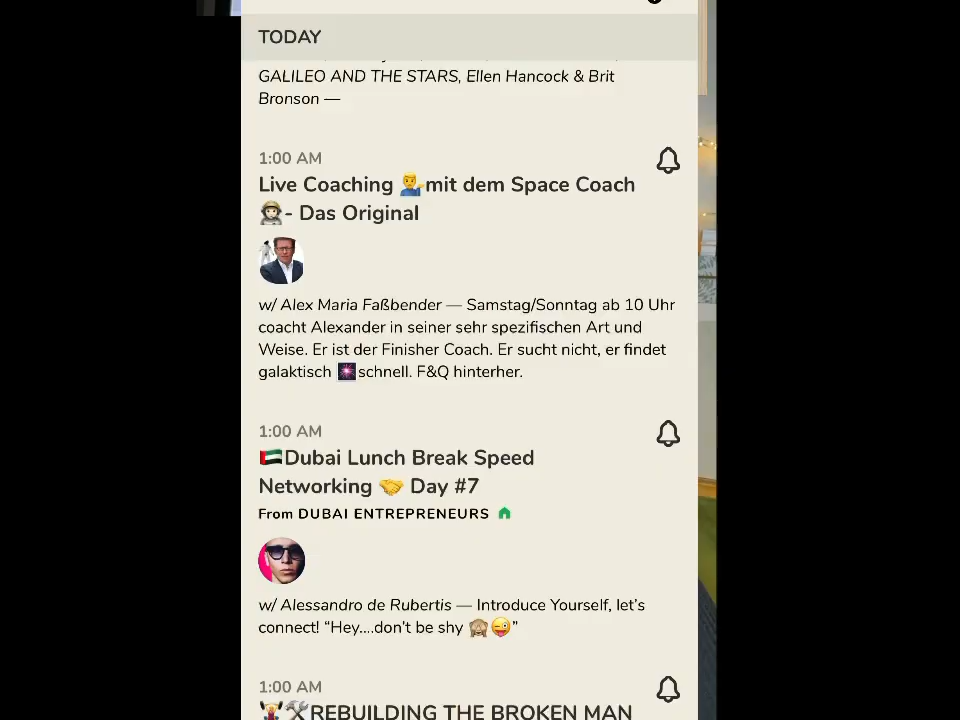 TODAY
GALILEO AND THE STARS, Ellen Hancock & Brit
Bronson —
1:00 AM
Live Coaching 💁‍♂️mit dem Space Coach
👩🏻‍🚀- Das Original
w/ Alex Maria Faßbender — Samstag/Sonntag ab 10 Uhr
coacht Alexander in seiner sehr spezifischen Art und
Weise. Er ist der Finisher Coach. Er sucht nicht, er findet
galaktisch 🎆schnell. F&Q hinterher.
1:00 AM
🇦🇪Dubai Lunch Break Speed
Networking 🤝 Day #7
From DUBAI ENTREPRENEURS
w/ Alessandro de Rubertis — Introduce Yourself, let’s
connect! “Hey....don’t be shy 🙈😜”
1:00 AM
🏋️🛠REBUILDING THE BROKEN MAN